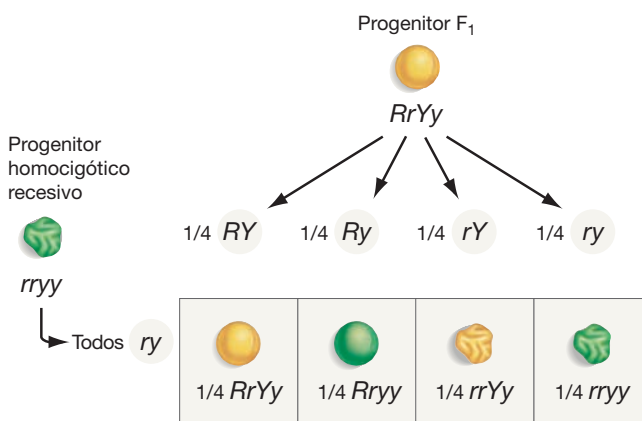 Progenitor F₁
RrYy
Progenitor
homocigótico
recesivo
rryy
1/4 RY
1/4 Ry
1/4 rY
1/4 ry
Todos ry
1/4 RrYy
1/4 Rryy
1/4 rrYy
1/4 rryy